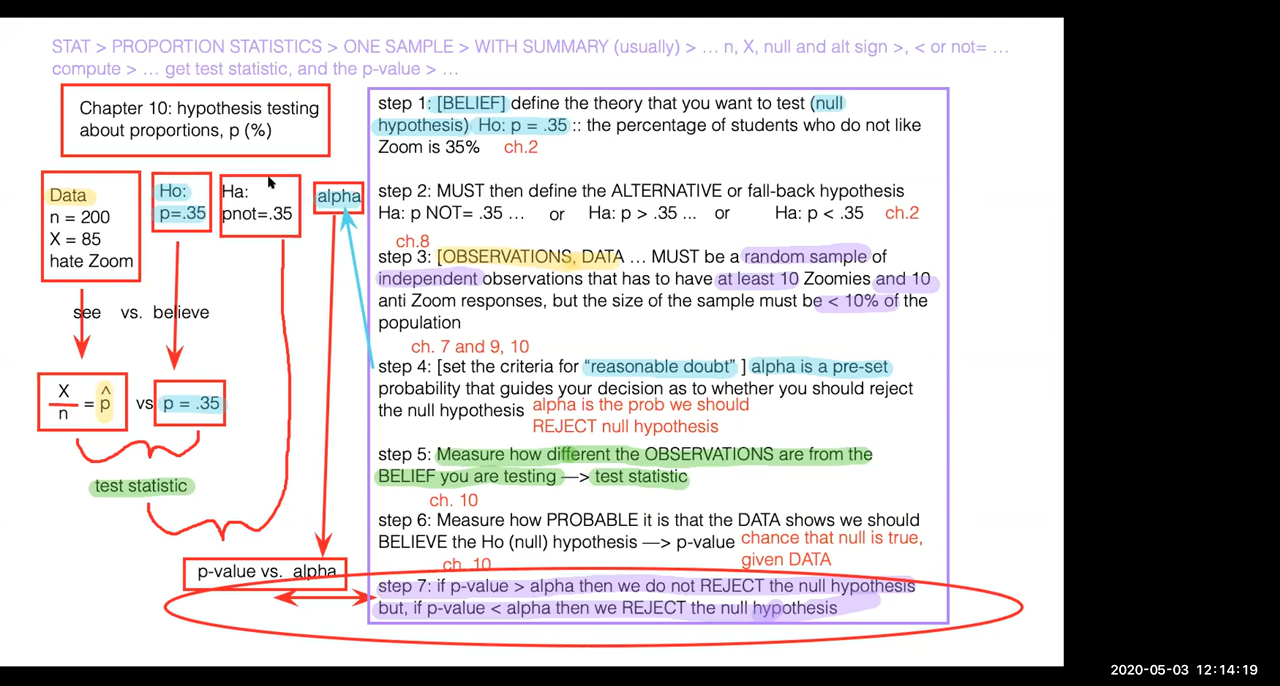 STAT > PROPORTION STATISTICS > ONE SAMPLE > WITH SUMMARY (usually) > ... n, X, null and alt sign >, < or not= ...
compute > ... get test statistic, and the p-value > ...
Chapter 10: hypothesis testing
about proportions, p (%)
Data
n = 200
X = 85
hate Zoom
Ho:
p=.35
Ha:
pnot=.35
alpha
see vs. believe
X
n
= p̂
vs p = .35
test statistic
p-value vs. alpha
step 1: [BELIEF] define the theory that you want to test (null
hypothesis) Ho: p = .35 :: the percentage of students who do not like
Zoom is 35% ch.2
step 2: MUST then define the ALTERNATIVE or fall-back hypothesis
Ha: p NOT= .35 ... or Ha: p > .35 ... or Ha: p < .35 ch.2
ch.8
step 3: [OBSERVATIONS, DATA ... MUST be a random sample of
independent observations that has to have at least 10 Zoomies and 10
anti Zoom responses, but the size of the sample must be < 10% of the
population
ch. 7 and 9, 10
step 4: [set the criteria for “reasonable doubt” ] alpha is a pre-set
probability that guides your decision as to whether you should reject
the null hypothesis alpha is the prob we should
REJECT null hypothesis
step 5: Measure how different the OBSERVATIONS are from the
BELIEF you are testing —> test statistic
ch. 10
step 6: Measure how PROBABLE it is that the DATA shows we should
BELIEVE the Ho (null) hypothesis —> p-value chance that null is true,
given DATA
ch. 10
step 7: if p-value > alpha then we do not REJECT the null hypothesis
but, if p-value < alpha then we REJECT the null hypothesis
2020-05-03 12:14:19